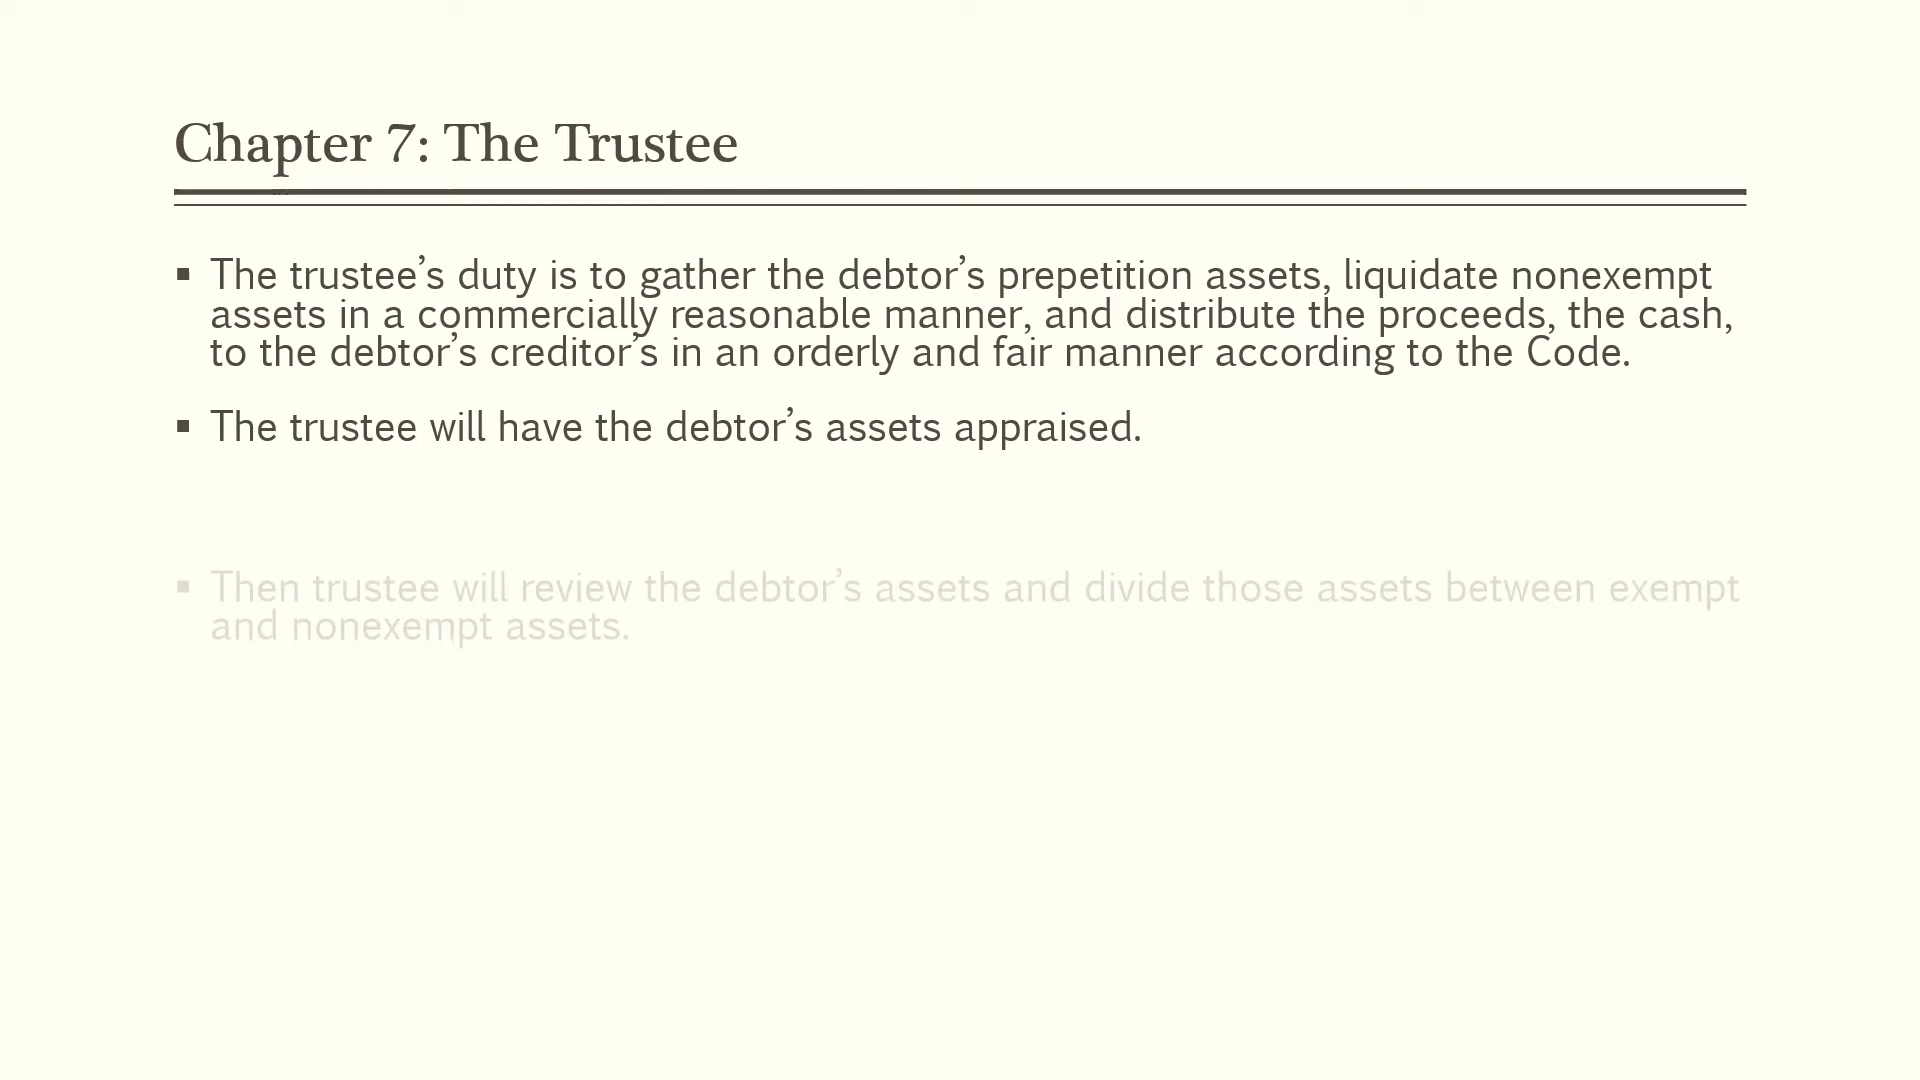 Chapter 7: The Trustee
▪ The trustee’s duty is to gather the debtor’s prepetition assets, liquidate nonexempt
assets in a commercially reasonable manner, and distribute the proceeds, the cash,
to the debtor’s creditor’s in an orderly and fair manner according to the Code.
▪ The trustee will have the debtor’s assets appraised.
▪ Then trustee will review the debtor’s assets and divide those assets between exempt
and nonexempt assets.